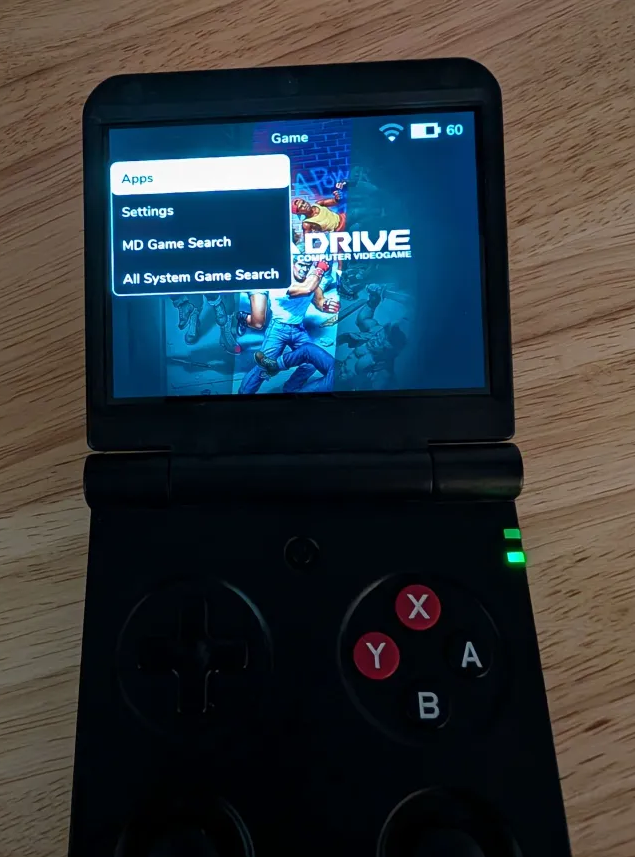 Game
60
Apps
Settings
MD Game Search
All System Game Search
DRIVE
COMPUTER VIDEOGAME
X
Y
A
B